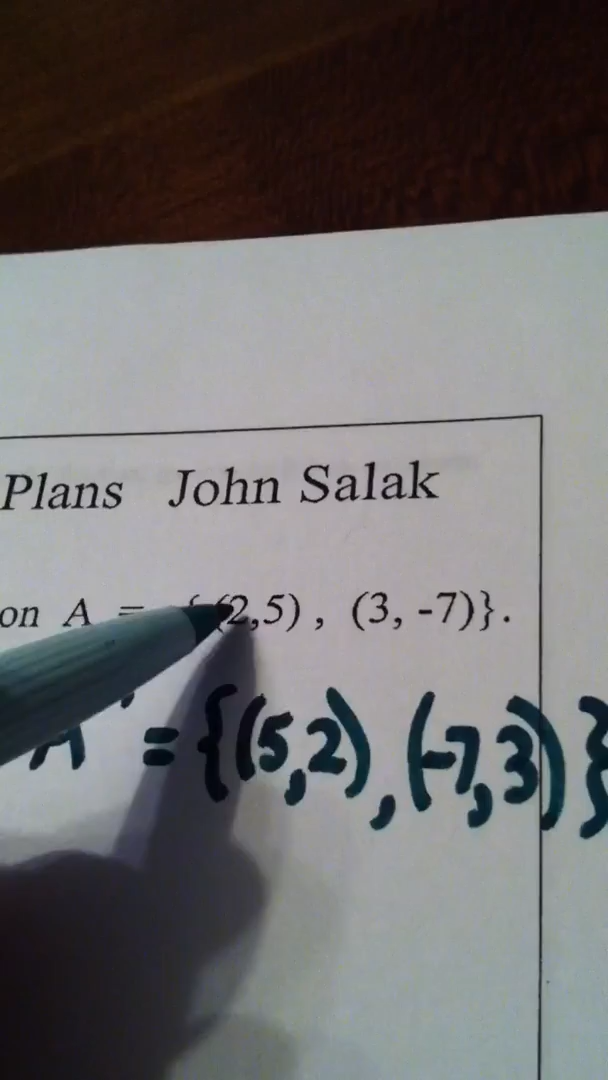 Plans John Salak
on A = {(2,5), (3, -7)}.
A' = {(5,2), (-7,3)}